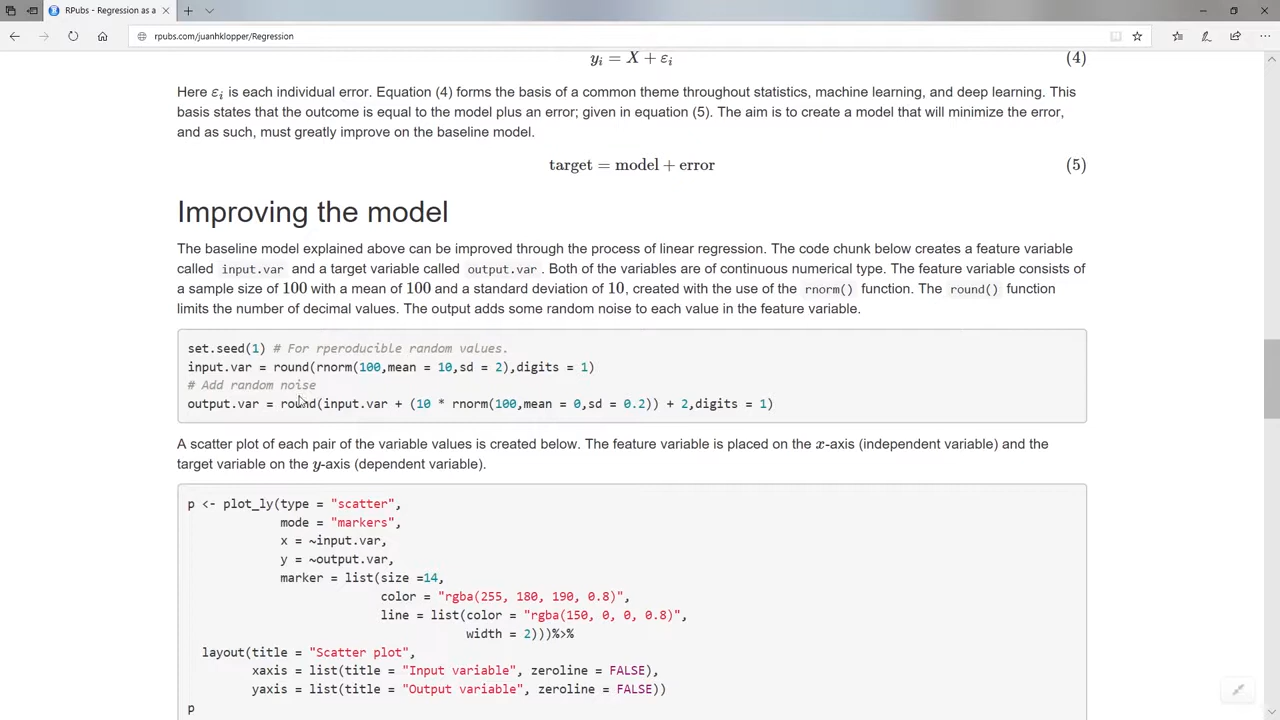 RPubs - Regression as a
rpubs.com/juanhklopper/Regression
yᵢ = X + εᵢ (4)
Here εᵢ is each individual error. Equation (4) forms the basis of a common theme throughout statistics, machine learning, and deep learning. This
basis states that the outcome is equal to the model plus an error; given in equation (5). The aim is to create a model that will minimize the error,
and as such, must greatly improve on the baseline model.
target = model + error (5)
Improving the model
The baseline model explained above can be improved through the process of linear regression. The code chunk below creates a feature variable
called input.var and a target variable called output.var . Both of the variables are of continuous numerical type. The feature variable consists of
a sample size of 100 with a mean of 100 and a standard deviation of 10, created with the use of the rnorm() function. The round() function
limits the number of decimal values. The output adds some random noise to each value in the feature variable.
set.seed(1) # For rperoducible random values.
input.var = round(rnorm(100,mean = 10,sd = 2),digits = 1)
# Add random noise
output.var = round(input.var + (10 * rnorm(100,mean = 0,sd = 0.2)) + 2,digits = 1)
A scatter plot of each pair of the variable values is created below. The feature variable is placed on the x-axis (independent variable) and the
target variable on the y-axis (dependent variable).
p <- plot_ly(type = "scatter",
mode = "markers",
x = ~input.var,
y = ~output.var,
marker = list(size =14,
color = "rgba(255, 180, 190, 0.8)",
line = list(color = "rgba(150, 0, 0, 0.8)",
width = 2)))%>%
layout(title = "Scatter plot",
xaxis = list(title = "Input variable", zeroline = FALSE),
yaxis = list(title = "Output variable", zeroline = FALSE))
p